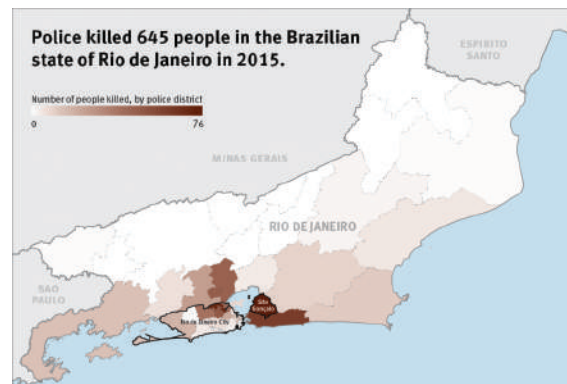 Police killed 645 people in the Brazilian
state of Rio de Janeiro in 2015.
Number of people killed, by police district
0
76
ESPIRITO
SANTO
MINAS GERAIS
RIO DE JANEIRO
SAO
PAULO
São
Gonçalo
Rio de Janeiro City